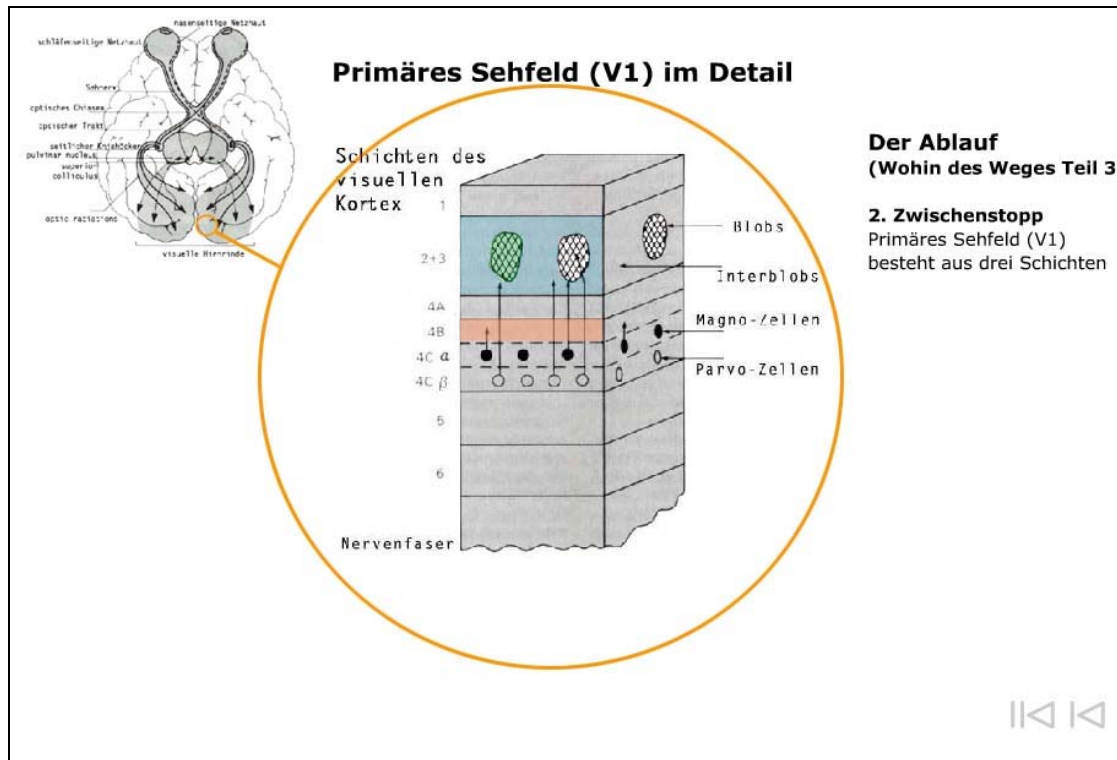 nasenseitige Netzhaut
schläfenseitige Netzhaut
Sehnerv
optisches Chiasma
optischer Trakt
seitlicher Kniehöcker
pulvinar nucleus
superior
colliculus
optic radiations
visuelle Hirnrinde
Primäres Sehfeld (V1) im Detail
Schichten des
visuellen
Kortex
1
2+3
4A
4B
4C α
4C β
5
6
Nervenfaser
Blobs
Interblobs
Magno-Zellen
Parvo-Zellen
Der Ablauf
(Wohin des Weges Teil 3
2. Zwischenstopp
Primäres Sehfeld (V1)
besteht aus drei Schichten